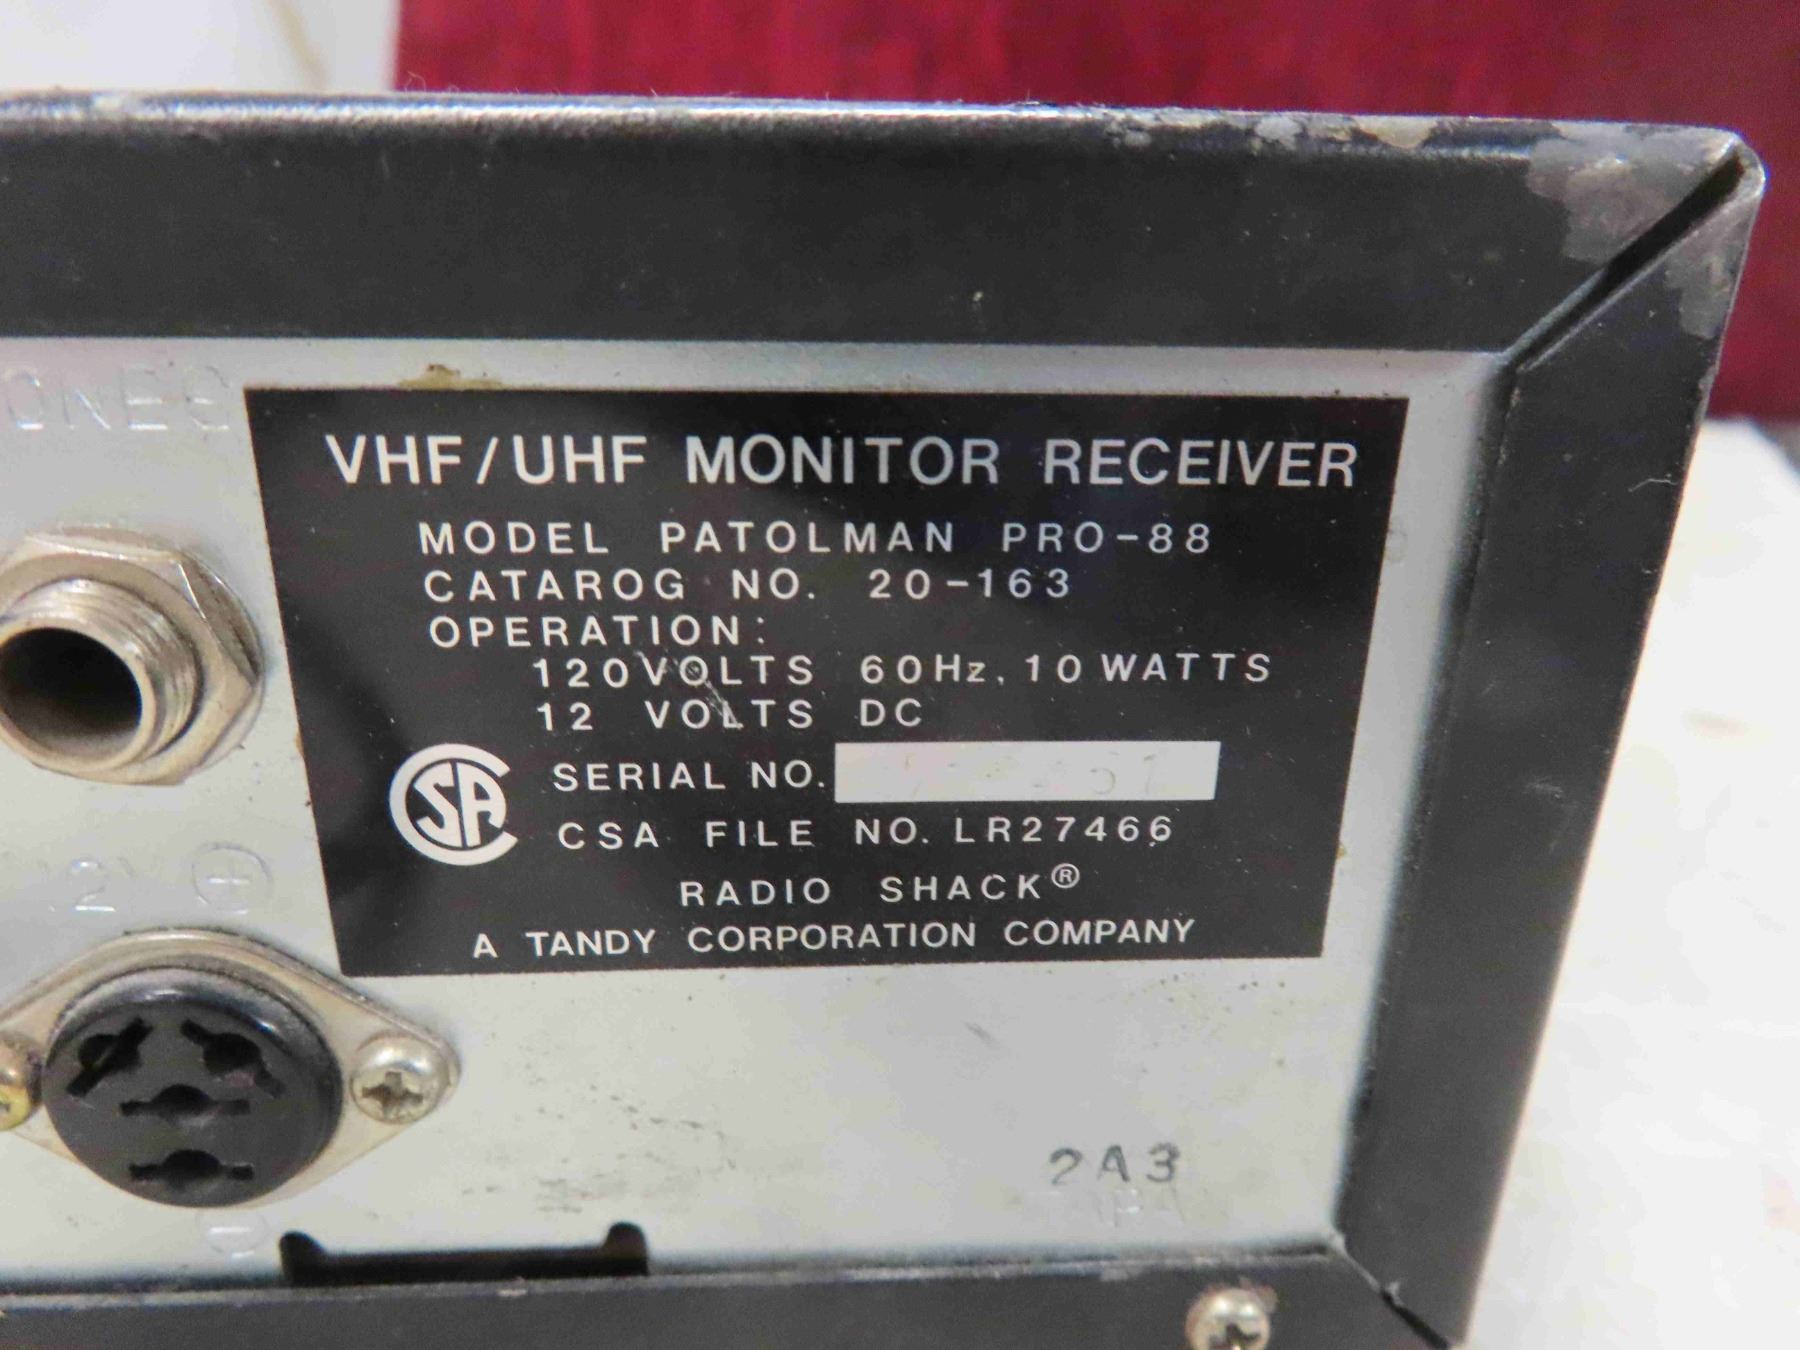 VHF/UHF MONITOR RECEIVER
MODEL PATOLMAN PRO-88
CATAROG NO. 20-163
OPERATION:
120VOLTS 60Hz, 10 WATTS
12 VOLTS DC
CSA SERIAL NO.
CSA FILE NO. LR27466
RADIO SHACK®
A TANDY CORPORATION COMPANY
2A3